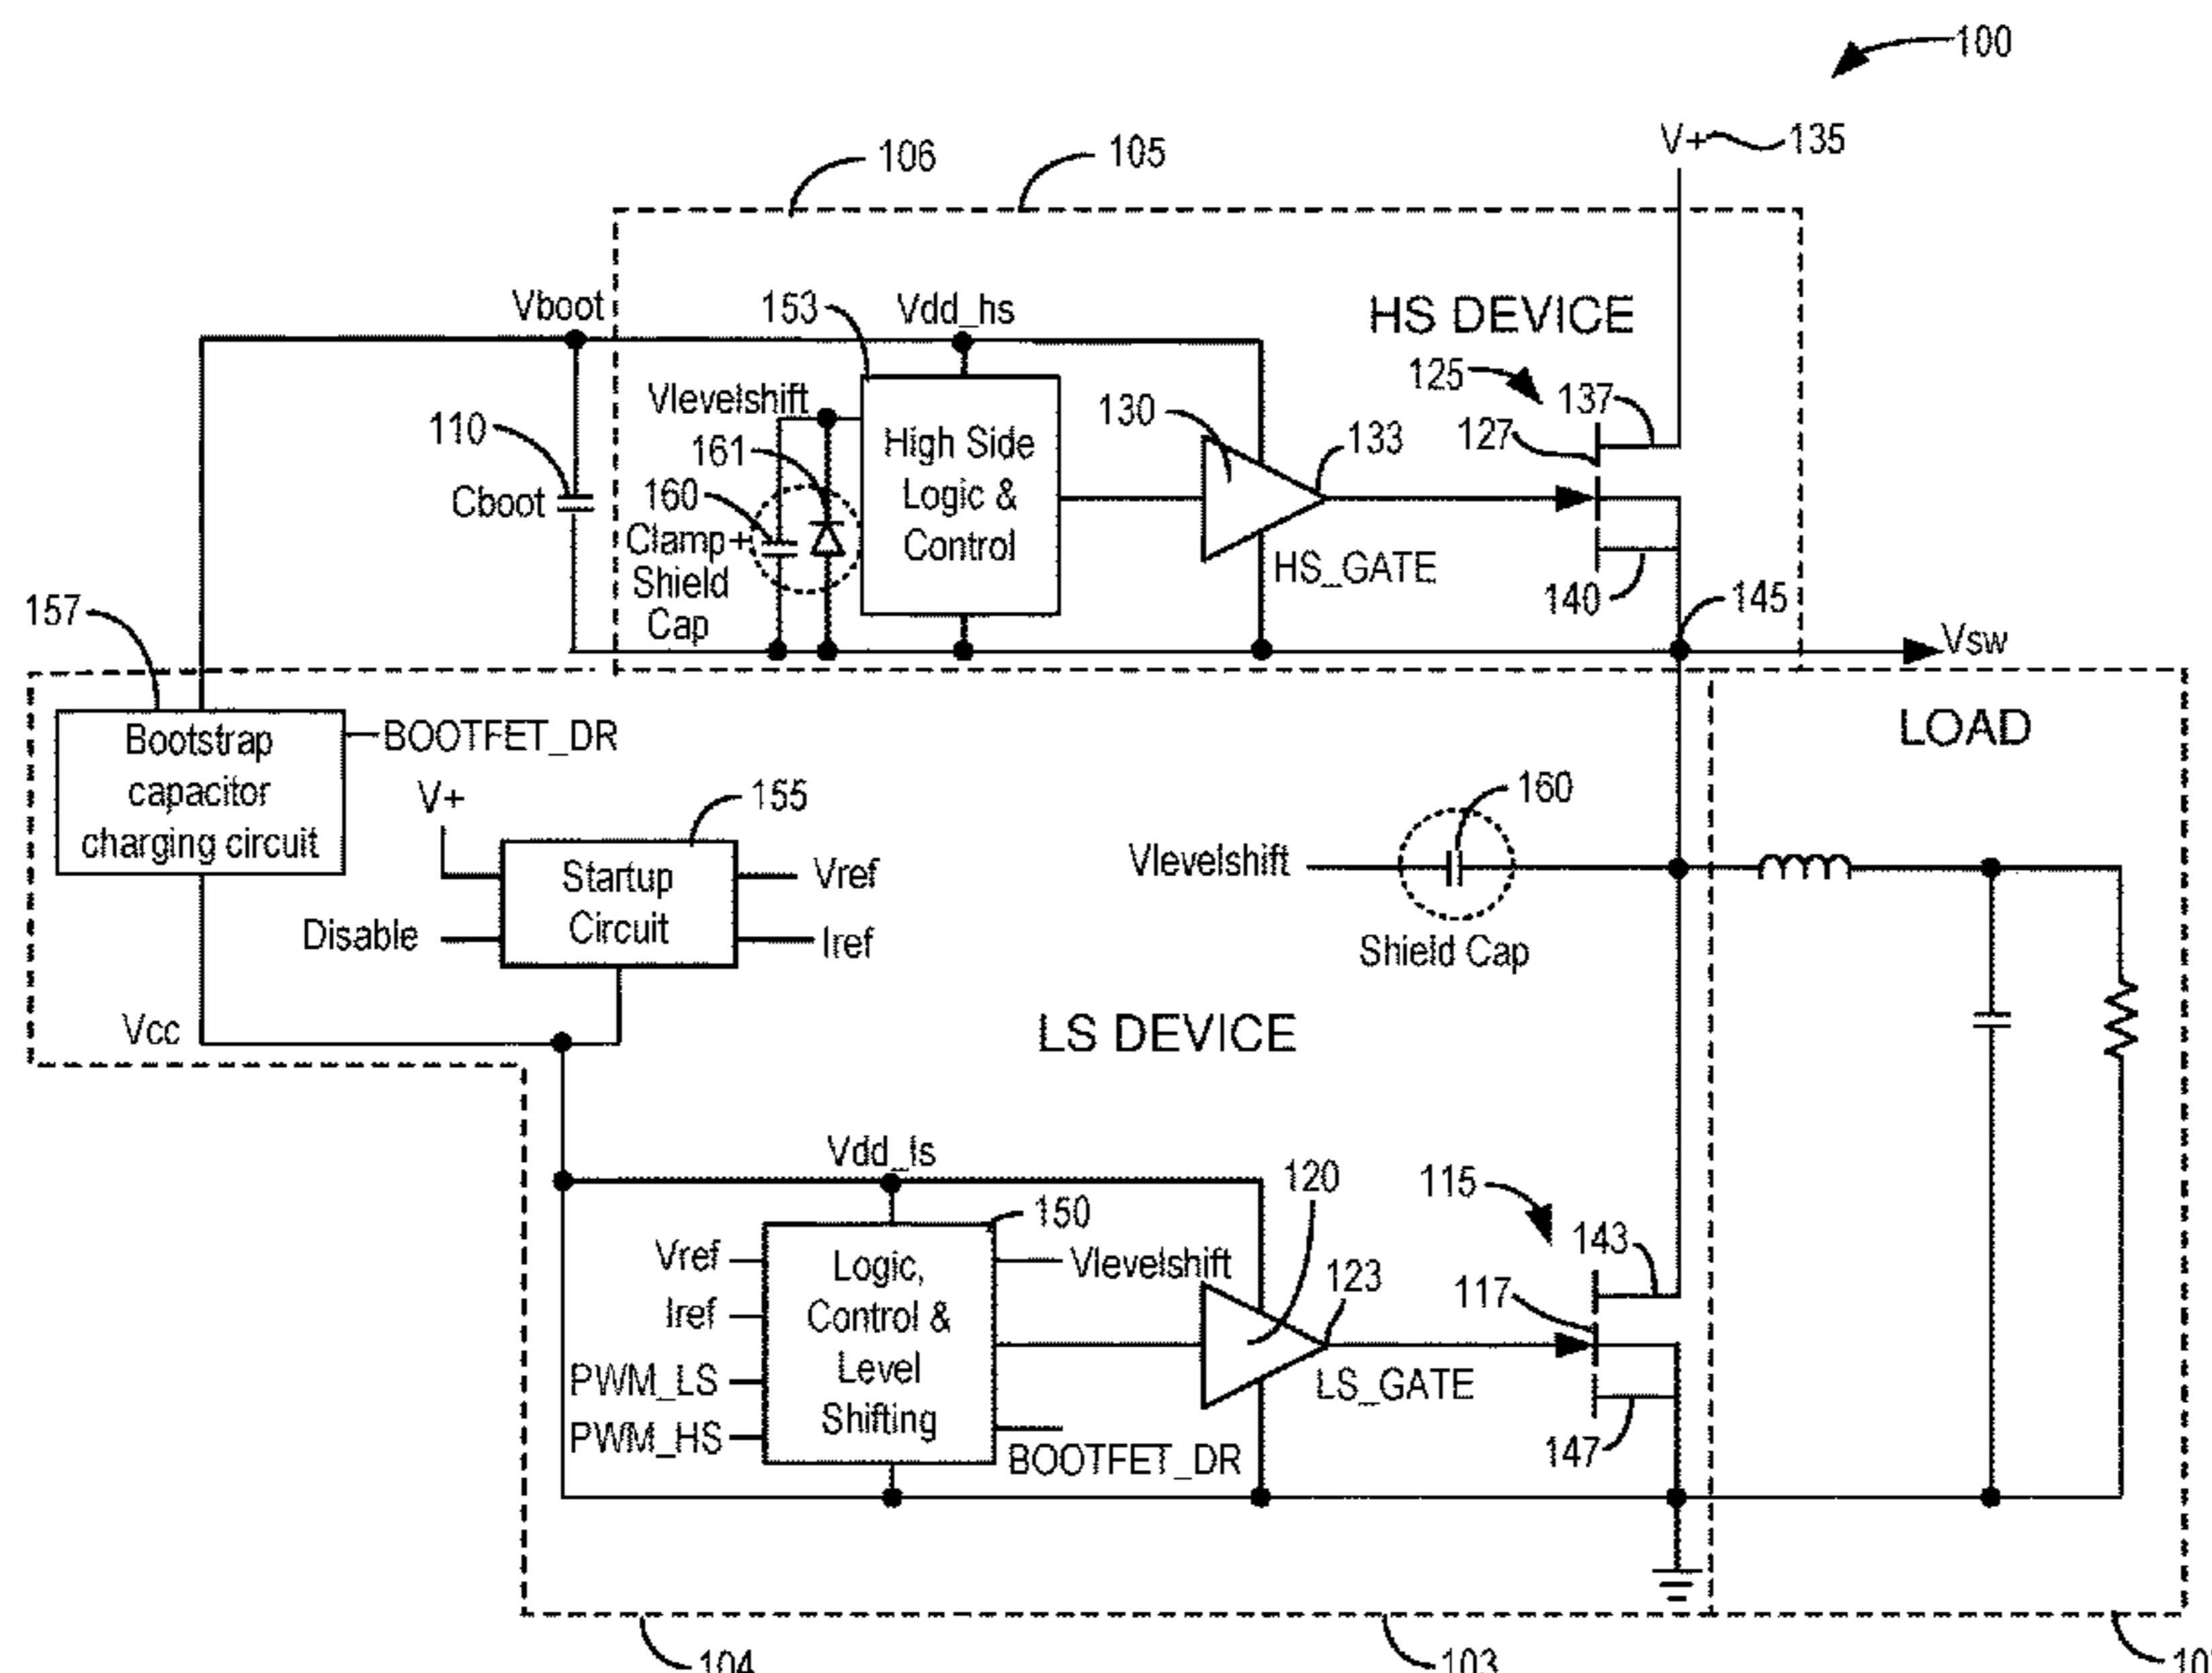 100
V+
135
106
105
Vboot
153
Vdd_hs
HS DEVICE
Vlevelshift
125
137
110
161
130
133
127
High Side
Logic &
Control
Cboot
160
Clamp+
Shield
Cap
HS_GATE
140
145
157
Vsw
Bootstrap
capacitor
charging circuit
BOOTFET_DR
LOAD
V+
155
160
Startup
Circuit
Vref
Disable
Iref
Vlevelshift
Shield Cap
Vcc
LS DEVICE
Vdd_ls
120
115
150
143
Vref
Vlevelshift
123
117
Iref
Logic,
Control &
Level
Shifting
PWM_LS
PWM_HS
LS_GATE
BOOTFET_DR
147
104
103